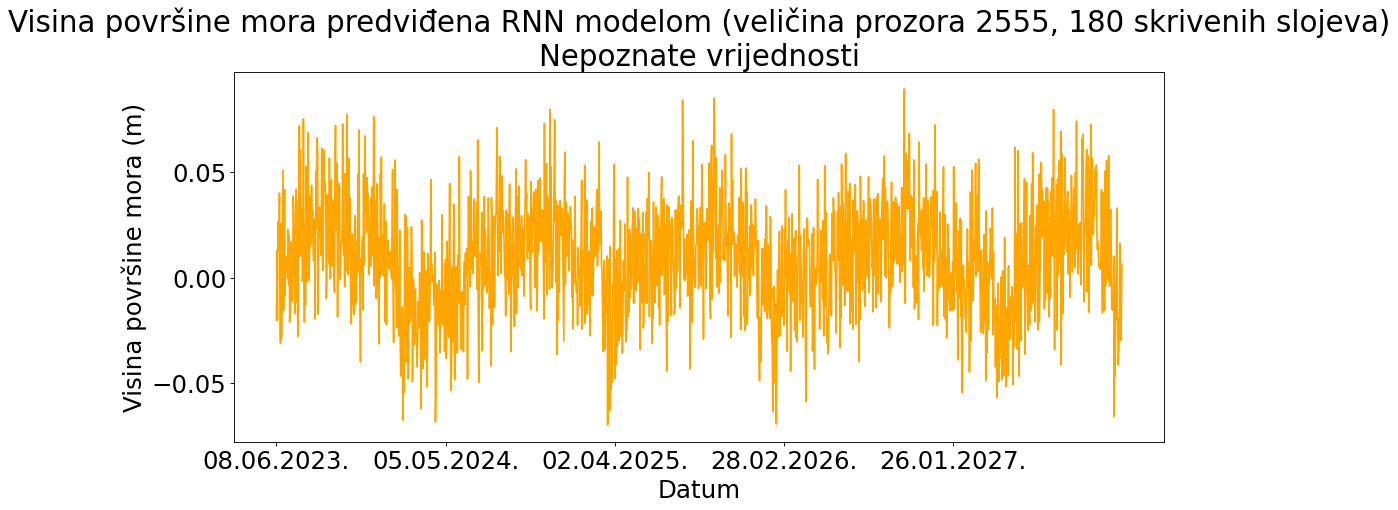 Visina površine mora predviđena RNN modelom (veličina prozora 2555, 180 skrivenih slojeva)
Nepoznate vrijednosti
Visina površine mora (m)
0.05
0.00
−0.05
08.06.2023. 05.05.2024. 02.04.2025. 28.02.2026. 26.01.2027.
Datum